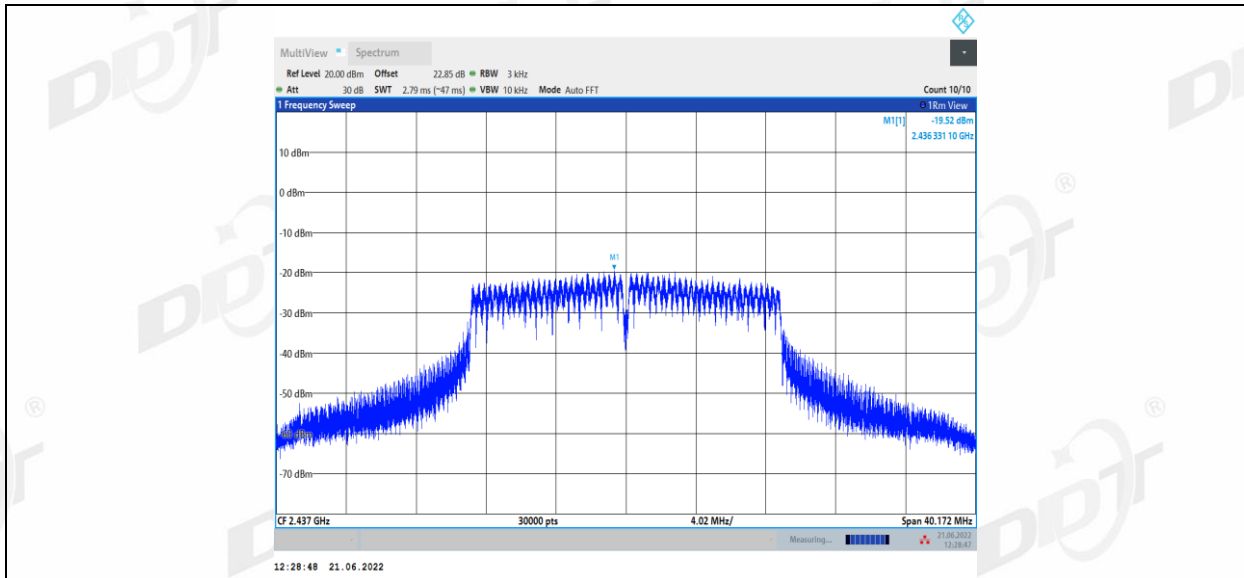 MultiView Spectrum
Ref Level 20.00 dBm Offset 22.85 dB RBW 3 kHz
Att 30 dB SWT 2.79 ms (~47 ms) VBW 10 kHz Mode Auto FFT Count 10/10
1 Frequency Sweep 1Rm View
M1[1] -19.52 dBm
2.436 331 10 GHz
10 dBm
0 dBm
-10 dBm
M1
-20 dBm
-30 dBm
-40 dBm
-50 dBm
-60 dBm
-70 dBm
CF 2.437 GHz 30000 pts 4.02 MHz/ Span 40.172 MHz
Measuring... 21.06.2022
12:28:47
12:28:48 21.06.2022
DDT
®